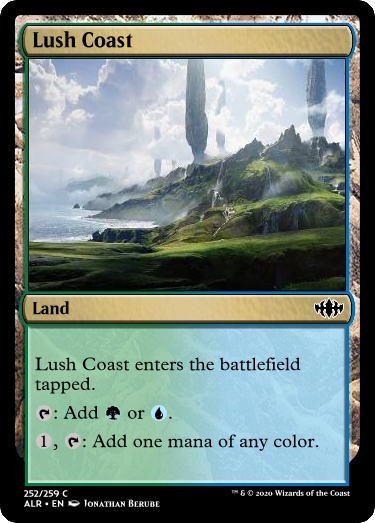 Lush Coast
Land
Lush Coast enters the battlefield
tapped.
: Add or .
1, : Add one mana of any color.
252/259 C
ALR • EN JONATHAN BERUBE
™ & © 2020 Wizards of the Coast